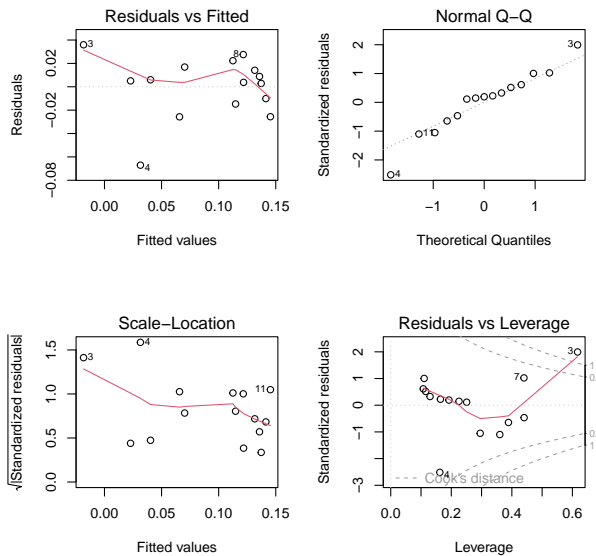 Residuals vs Fitted
Residuals
0.02
−0.02
−0.08
3
8
4
0.00 0.05 0.10 0.15
Fitted values
Normal Q−Q
Standardized residuals
2
1
0
−1
−2
3
11
4
−1 0 1
Theoretical Quantiles
Scale−Location
√|Standardized residuals|
1.5
1.0
0.5
0.0
4
3
11
0.00 0.05 0.10 0.15
Fitted values
Residuals vs Leverage
Standardized residuals
2
1
0
−1
−3
3
7
4
1
0.
0.
1
Cook's distance
0.0 0.2 0.4 0.6
Leverage